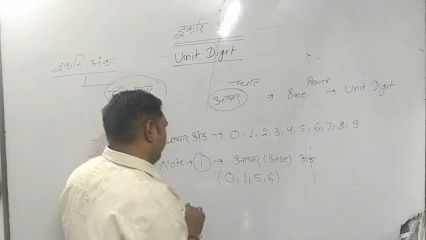 इकाई
Unit Digit
इकाई अंक
घात Power
आधार → Base → Unit Digit
आधार अंक → 0, 1, 2, 3, 4, 5, 6, 7, 8, 9
Note → ① → आधार (Base) अंक
(0, 1, 5, 6)